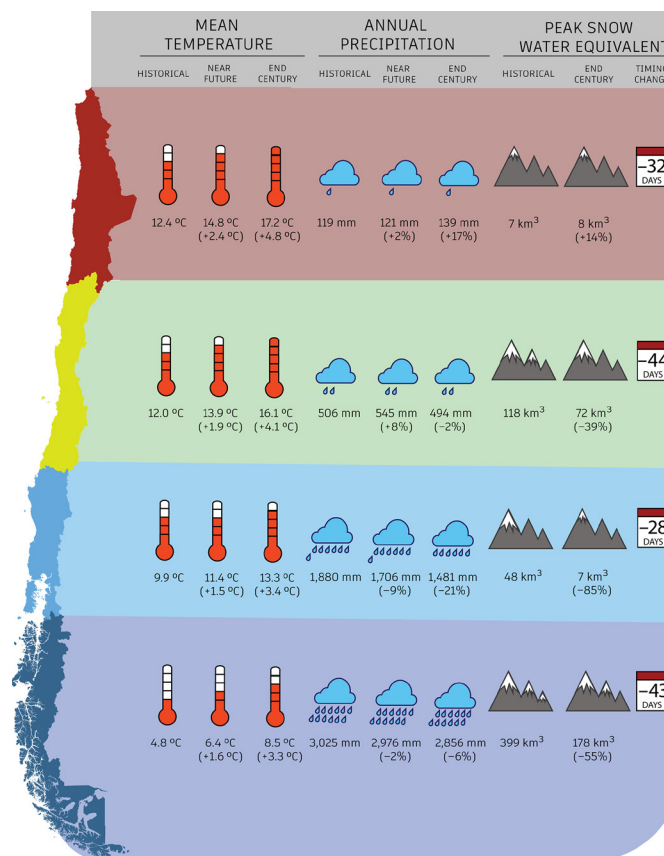 MEAN
TEMPERATURE
ANNUAL
PRECIPITATION
PEAK SNOW
WATER EQUIVALENT
HISTORICAL
NEAR
FUTURE
END
CENTURY
HISTORICAL
NEAR
FUTURE
END
CENTURY
HISTORICAL
END
CENTURY
TIMING
CHANG
–32
DAYS
12.4 ºC
14.8 ºC
(+2.4 ºC)
17.2 ºC
(+4.8 ºC)
119 mm
121 mm
(+2%)
139 mm
(+17%)
7 km³
8 km³
(+14%)
–44
DAYS
12.0 ºC
13.9 ºC
(+1.9 ºC)
16.1 ºC
(+4.1 ºC)
506 mm
545 mm
(+8%)
494 mm
(–2%)
118 km³
72 km³
(–39%)
–28
DAYS
9.9 ºC
11.4 ºC
(+1.5 ºC)
13.3 ºC
(+3.4 ºC)
1,880 mm
1,706 mm
(–9%)
1,481 mm
(–21%)
48 km³
7 km³
(–85%)
–43
DAYS
4.8 ºC
6.4 ºC
(+1.6 ºC)
8.5 ºC
(+3.3 ºC)
3,025 mm
2,976 mm
(–2%)
2,856 mm
(–6%)
399 km³
178 km³
(–55%)